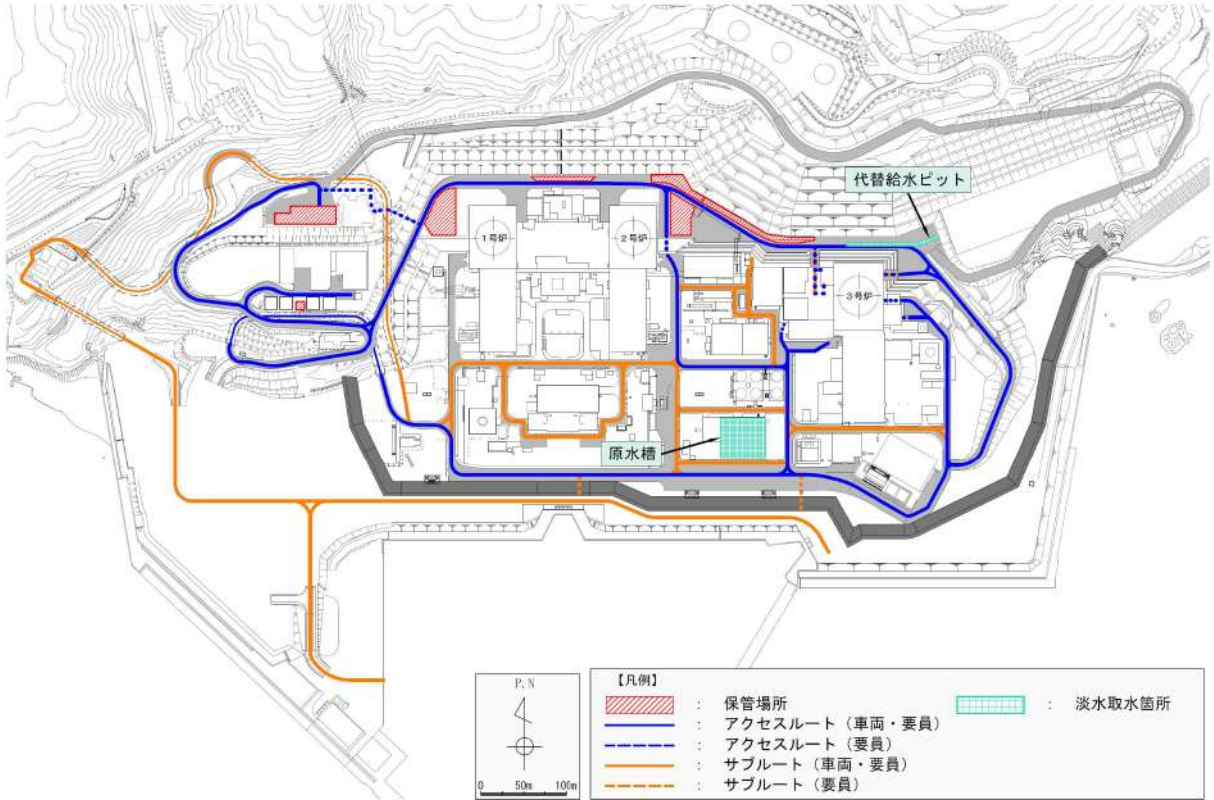 代替給水ピット
1号炉
2号炉
3号炉
原水槽
P.N
0 50m 100m
【凡例】
: 保管場所
: 淡水取水箇所
: アクセスルート（車両・要員）
: アクセスルート（要員）
: サブルート（車両・要員）
: サブルート（要員）